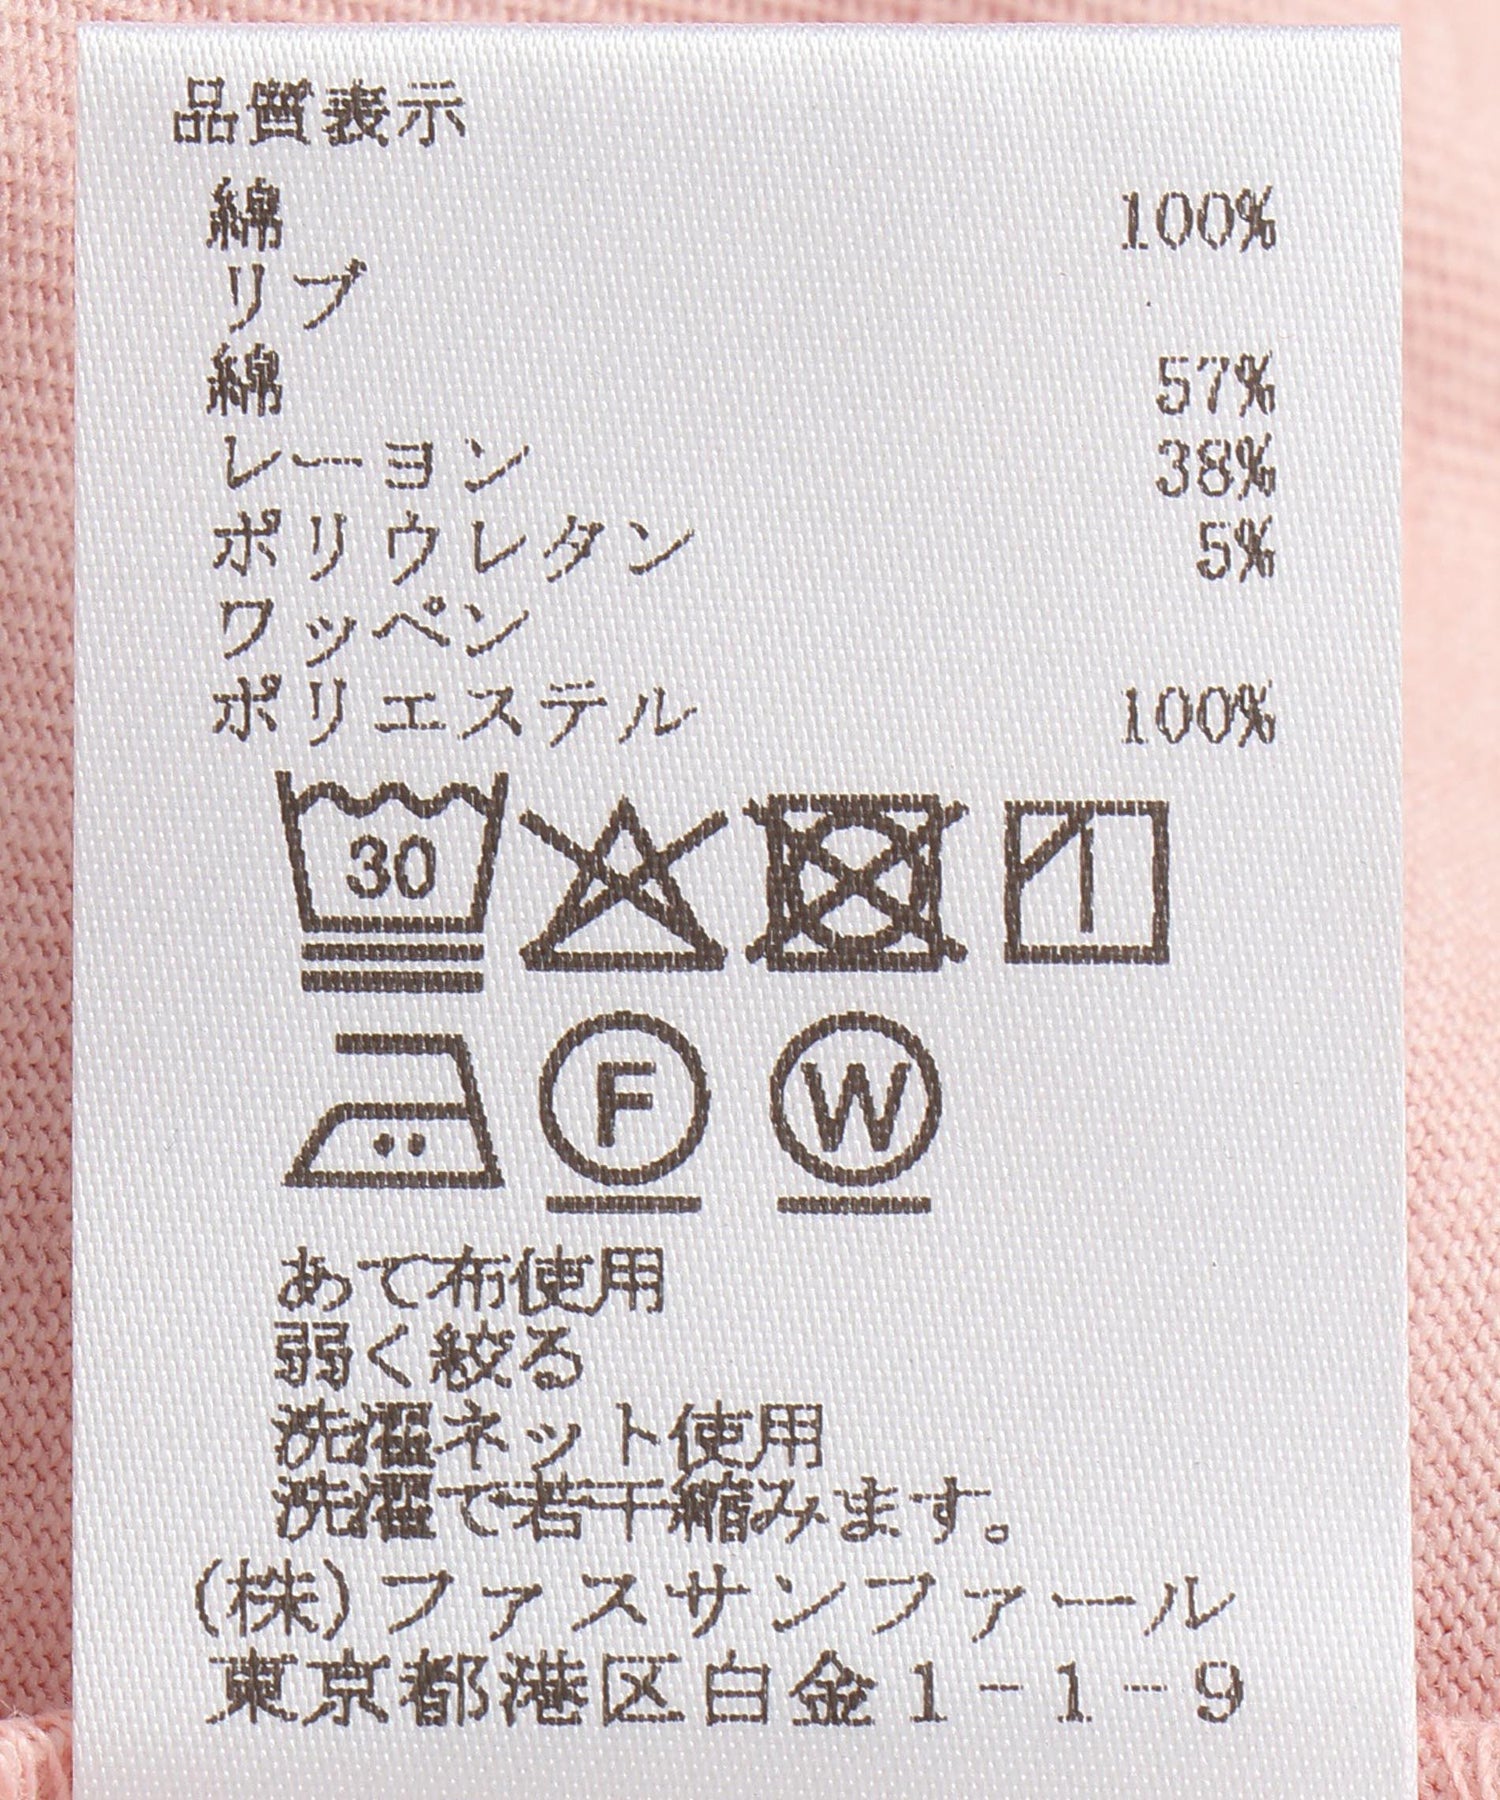 品質表示
綿 100%
リブ
綿 57%
レーヨン 38%
ポリウレタン 5%
ワッペン
ポリエステル 100%
30
F W
あて布使用
弱く絞る
洗濯ネット使用
洗濯で若干縮みます。
(株)ファスサンファール
東京都港区白金1-1-9